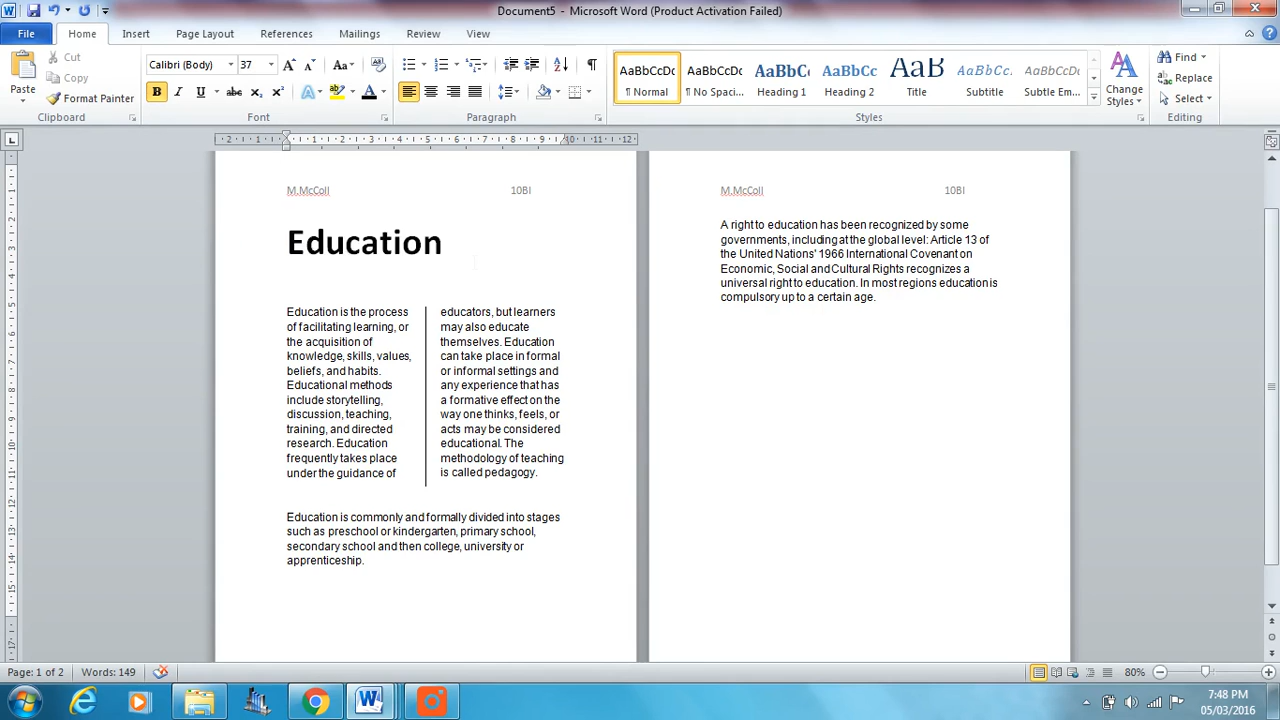 Document5 - Microsoft Word (Product Activation Failed)
File Home Insert Page Layout References Mailings Review View
Paste
Cut
Copy
Format Painter
Clipboard
Calibri (Body) 37
Font
Paragraph
AaBbCcDc
¶ Normal
AaBbCcDc
¶ No Spaci...
AaBbC
Heading 1
AaBbCc
Heading 2
AaB
Title
AaBbCc.
Subtitle
AaBbCcDc
Subtle Em...
Change Styles
Styles
Find
Replace
Select
Editing
M.McColl 10BI
Education
Education is the process
of facilitating learning, or
the acquisition of
knowledge, skills, values,
beliefs, and habits.
Educational methods
include storytelling,
discussion, teaching,
training, and directed
research. Education
frequently takes place
under the guidance of
educators, but learners
may also educate
themselves. Education
can take place in formal
or informal settings and
any experience that has
a formative effect on the
way one thinks, feels, or
acts may be considered
educational. The
methodology of teaching
is called pedagogy.
Education is commonly and formally divided into stages
such as preschool or kindergarten, primary school,
secondary school and then college, university or
apprenticeship.
M.McColl 10BI
A right to education has been recognized by some
governments, including at the global level: Article 13 of
the United Nations' 1966 International Covenant on
Economic, Social and Cultural Rights recognizes a
universal right to education. In most regions education is
compulsory up to a certain age.
Page: 1 of 2 Words: 149 80%
7:48 PM
05/03/2016